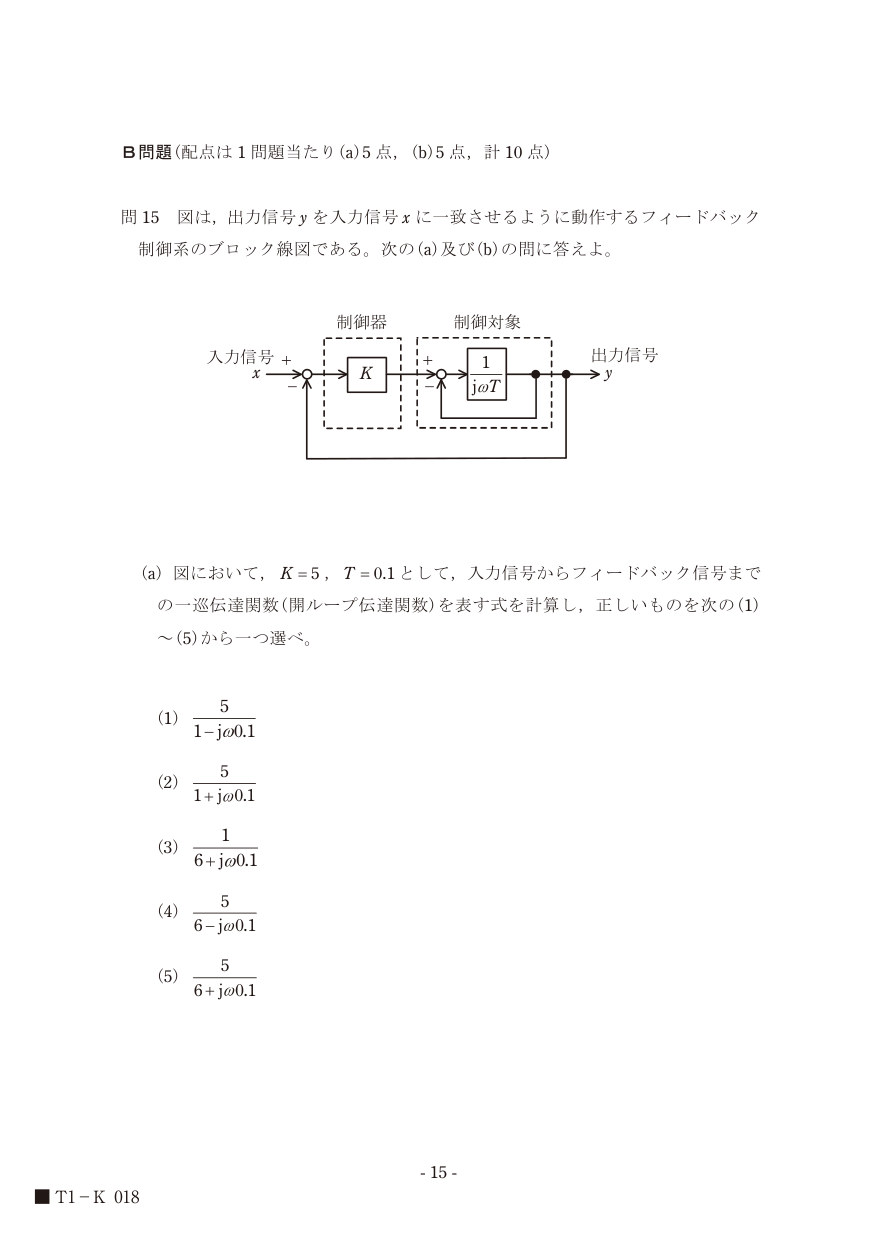 B問題(配点は1問題当たり(a)5点，(b)5点，計10点)
問15　図は，出力信号yを入力信号xに一致させるように動作するフィードバック
制御系のブロック線図である。次の(a)及び(b)の問に答えよ。
制御器　制御対象
入力信号 + + 1 出力信号
x K jωT y
− −
(a) 図において，K=5，T=0.1として，入力信号からフィードバック信号まで
の一巡伝達関数(開ループ伝達関数)を表す式を計算し，正しいものを次の(1)
～(5)から一つ選べ。
(1) 5/(1−jω0.1)
(2) 5/(1+jω0.1)
(3) 1/(6+jω0.1)
(4) 5/(6−jω0.1)
(5) 5/(6+jω0.1)
- 15 -
■ T1−K 018